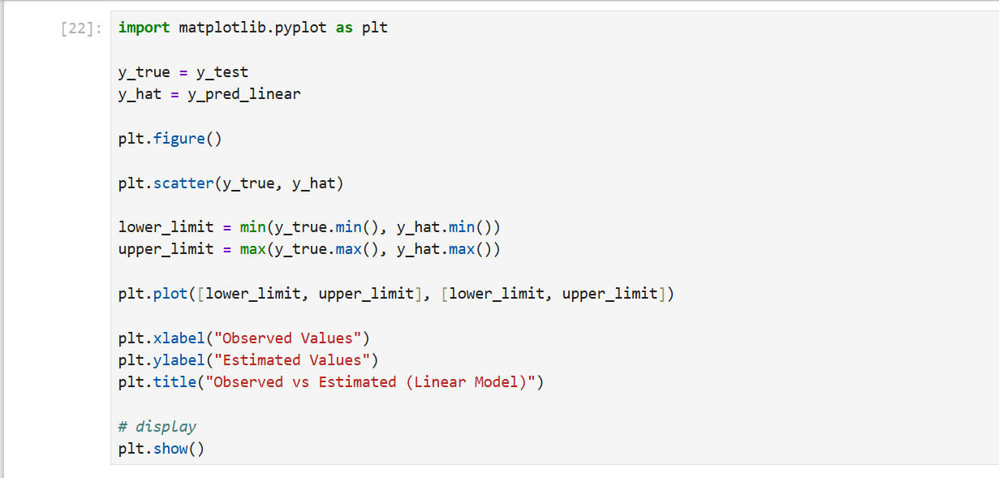 [22]:
import matplotlib.pyplot as plt
y_true = y_test
y_hat = y_pred_linear
plt.figure()
plt.scatter(y_true, y_hat)
lower_limit = min(y_true.min(), y_hat.min())
upper_limit = max(y_true.max(), y_hat.max())
plt.plot([lower_limit, upper_limit], [lower_limit, upper_limit])
plt.xlabel("Observed Values")
plt.ylabel("Estimated Values")
plt.title("Observed vs Estimated (Linear Model)")
# display
plt.show()